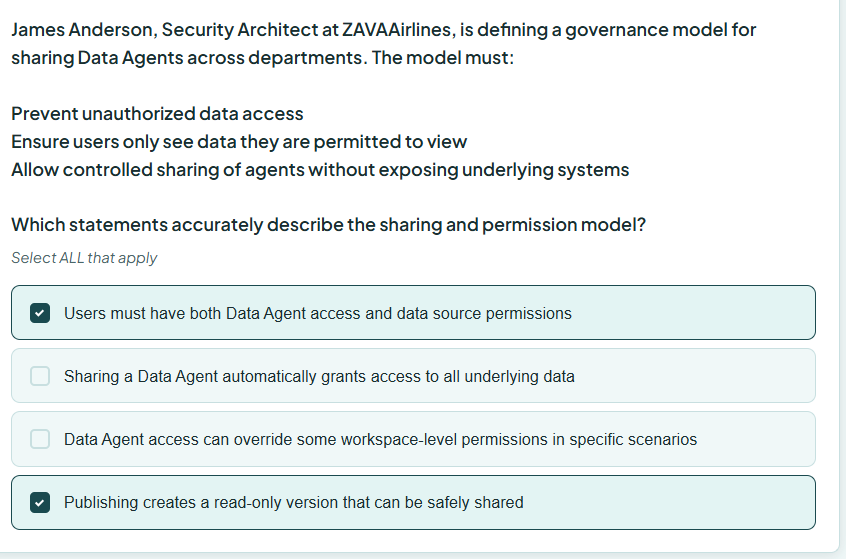 James Anderson, Security Architect at ZAVAAirlines, is defining a governance model for
sharing Data Agents across departments. The model must:
Prevent unauthorized data access
Ensure users only see data they are permitted to view
Allow controlled sharing of agents without exposing underlying systems
Which statements accurately describe the sharing and permission model?
Select ALL that apply
Users must have both Data Agent access and data source permissions
Sharing a Data Agent automatically grants access to all underlying data
Data Agent access can override some workspace-level permissions in specific scenarios
Publishing creates a read-only version that can be safely shared